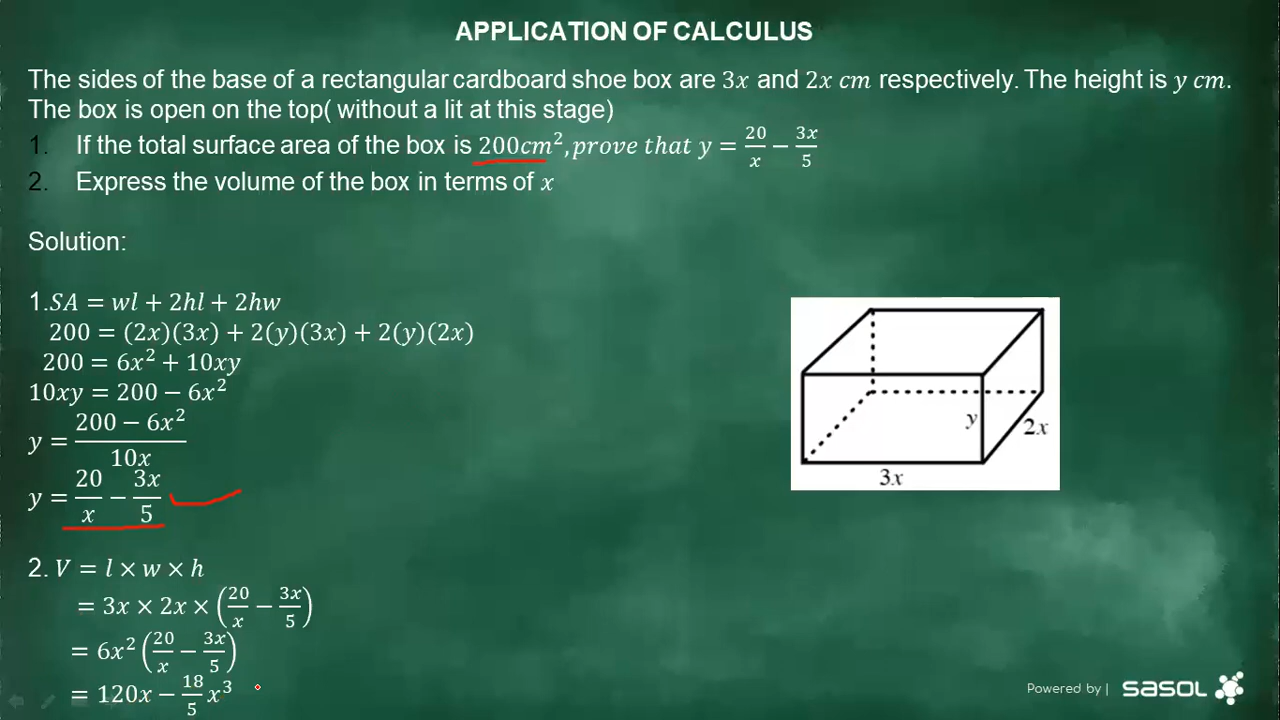 APPLICATION OF CALCULUS
The sides of the base of a rectangular cardboard shoe box are 3x and 2x cm respectively. The height is y cm.
The box is open on the top( without a lit at this stage)
1. If the total surface area of the box is 200cm², prove that y = 20/x − 3x/5
2. Express the volume of the box in terms of x
Solution:
1.SA = wl + 2hl + 2hw
200 = (2x)(3x) + 2(y)(3x) + 2(y)(2x)
200 = 6x² + 10xy
10xy = 200 − 6x²
y = (200 − 6x²)/10x
y = 20/x − 3x/5
y
2x
3x
2. V = l × w × h
= 3x × 2x × (20/x − 3x/5)
= 6x² (20/x − 3x/5)
= 120x − 18/5 x³
Powered by | sasol